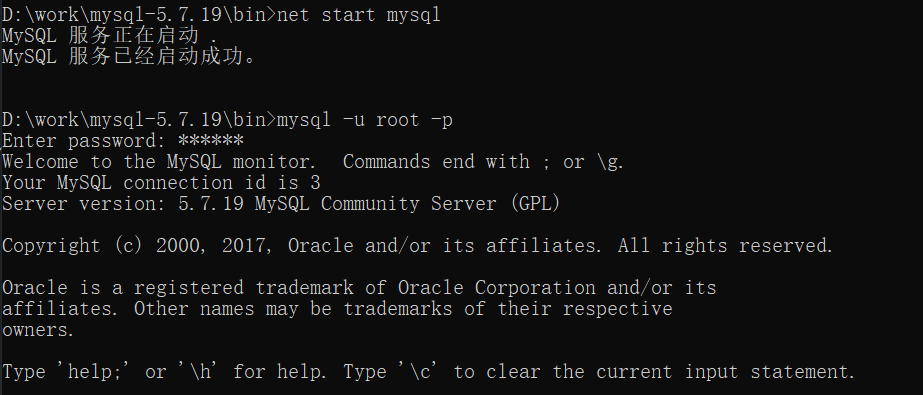 D:\work\mysql-5.7.19\bin>net start mysql
MySQL 服务正在启动 .
MySQL 服务已经启动成功。
D:\work\mysql-5.7.19\bin>mysql -u root -p
Enter password: ******
Welcome to the MySQL monitor.  Commands end with ; or \g.
Your MySQL connection id is 3
Server version: 5.7.19 MySQL Community Server (GPL)
Copyright (c) 2000, 2017, Oracle and/or its affiliates. All rights reserved.
Oracle is a registered trademark of Oracle Corporation and/or its
affiliates. Other names may be trademarks of their respective
owners.
Type 'help;' or '\h' for help. Type '\c' to clear the current input statement.